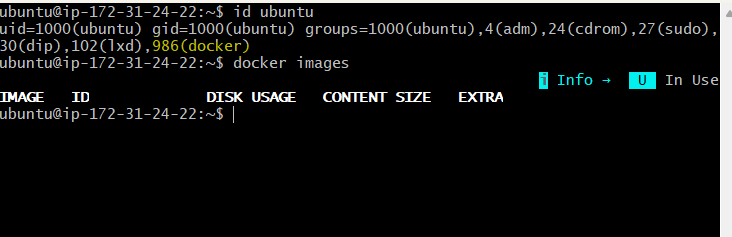 ubuntu@ip-172-31-24-22:~$ id ubuntu
uid=1000(ubuntu) gid=1000(ubuntu) groups=1000(ubuntu),4(adm),24(cdrom),27(sudo),
30(dip),102(lxd),986(docker)
ubuntu@ip-172-31-24-22:~$ docker images
i Info → U In Use
IMAGE ID DISK USAGE CONTENT SIZE EXTRA
ubuntu@ip-172-31-24-22:~$